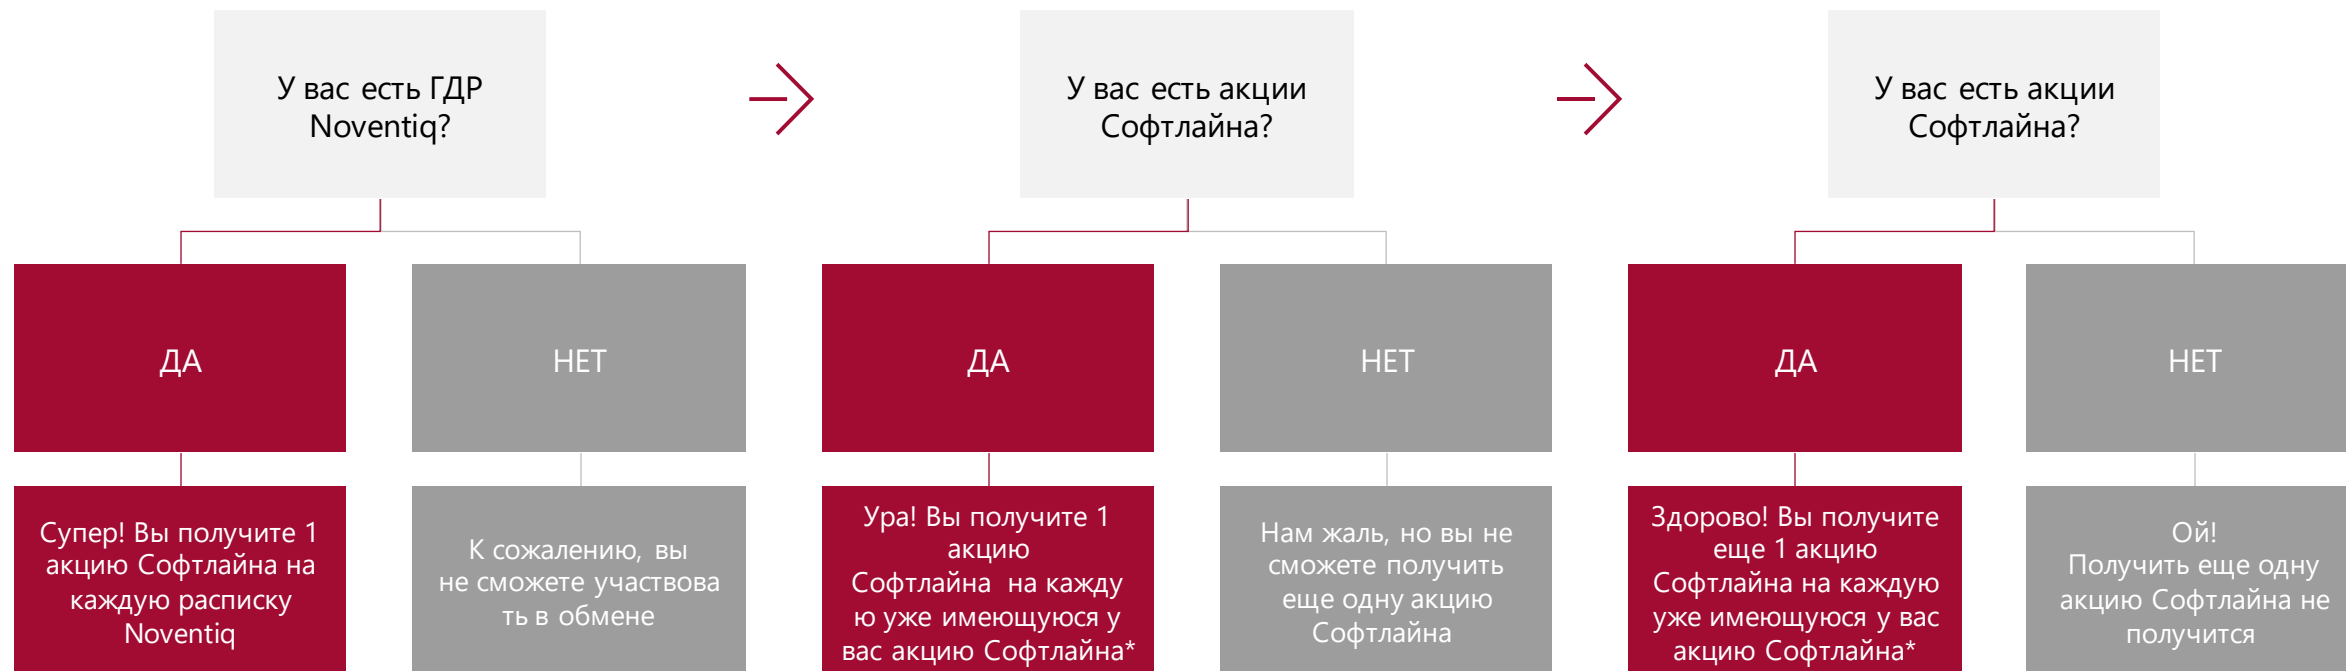 У вас есть ГДР
Noventiq?
ДА
НЕТ
Супер! Вы получите 1
акцию Софтлайна на
каждую расписку
Noventiq
К сожалению, вы
не сможете участвова
ть в обмене
У вас есть акции
Софтлайна?
ДА
НЕТ
Ура! Вы получите 1
акцию
Софтлайна на кажду
ю уже имеющуюся у
вас акцию Софтлайна*
Нам жаль, но вы не
сможете получить
еще одну акцию
Софтлайна
У вас есть акции
Софтлайна?
ДА
НЕТ
Здорово! Вы получите
еще 1 акцию
Софтлайна на каждую
уже имеющуюся у вас
акцию Софтлайна*
Ой!
Получить еще одну
акцию Софтлайна не
получится